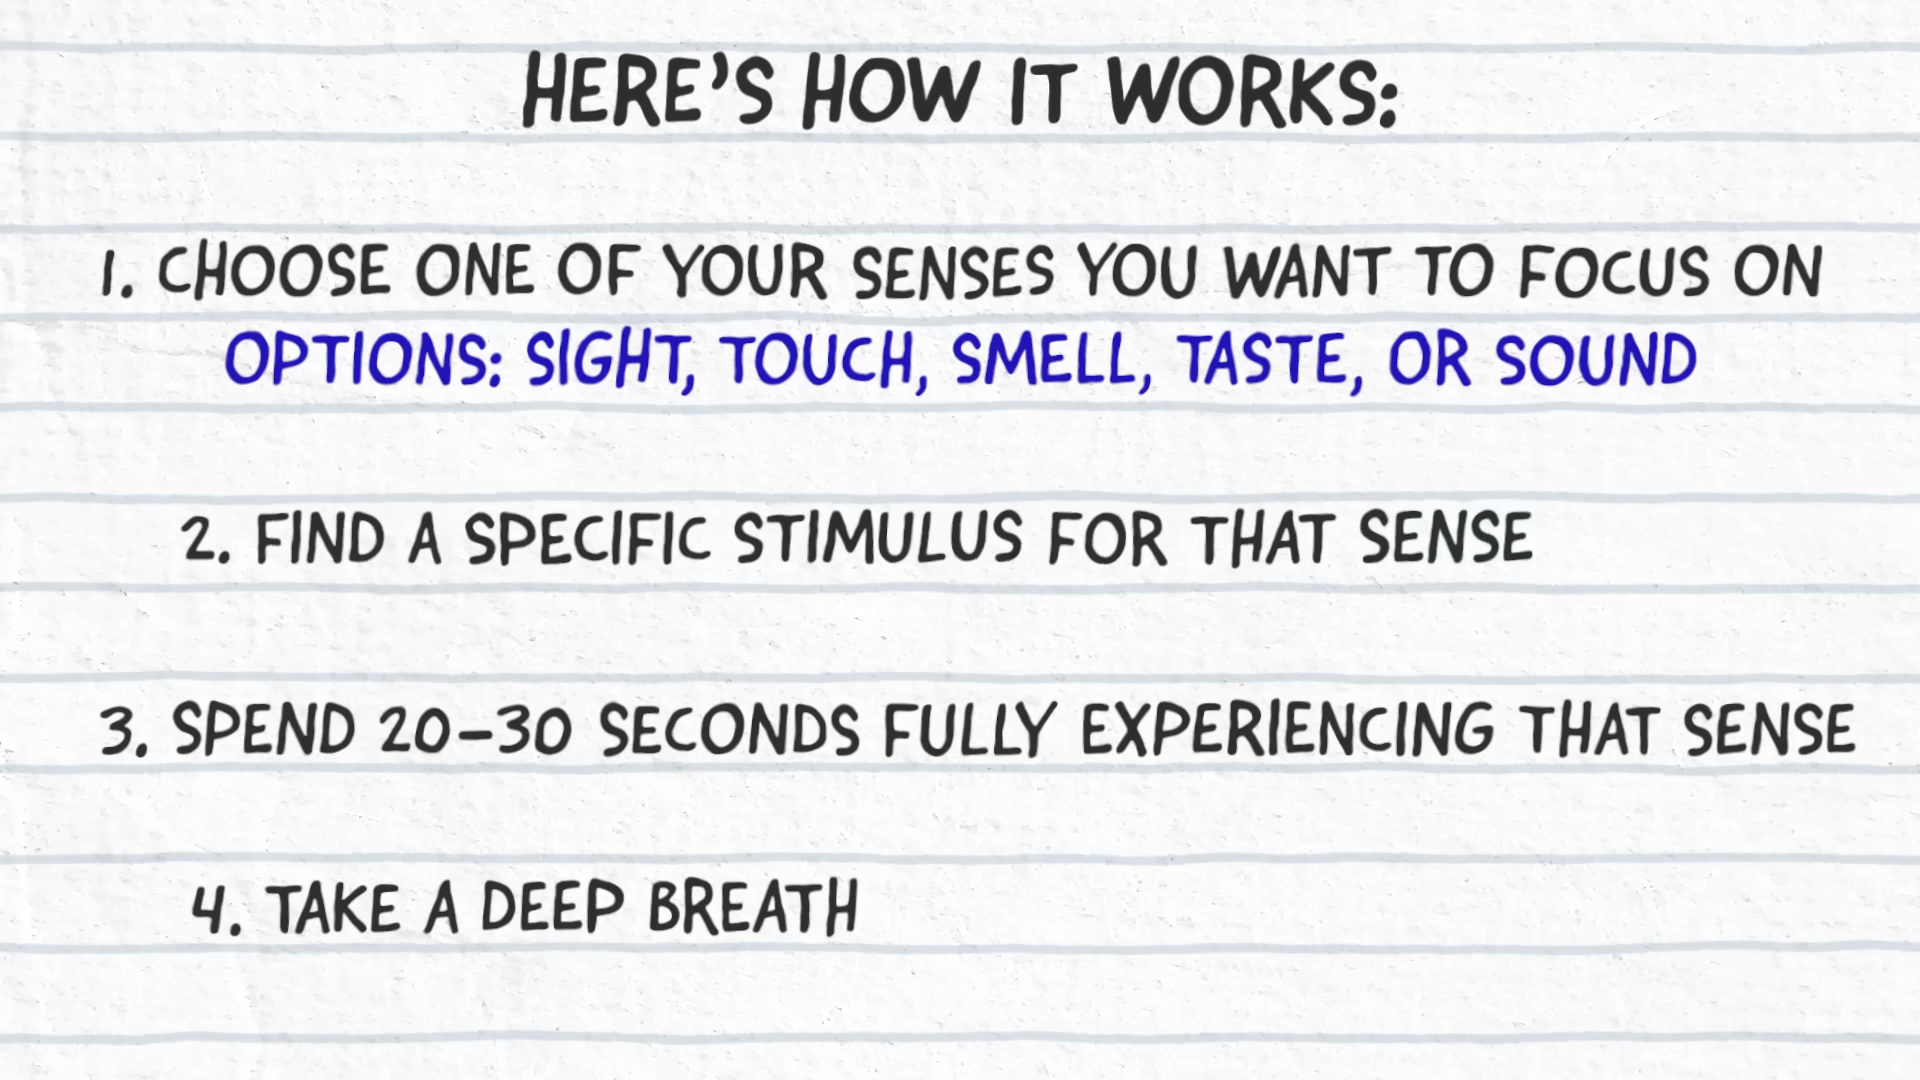 HERE'S HOW IT WORKS:
1. CHOOSE ONE OF YOUR SENSES YOU WANT TO FOCUS ON
OPTIONS: SIGHT, TOUCH, SMELL, TASTE, OR SOUND
2. FIND A SPECIFIC STIMULUS FOR THAT SENSE
3. SPEND 20-30 SECONDS FULLY EXPERIENCING THAT SENSE
4. TAKE A DEEP BREATH